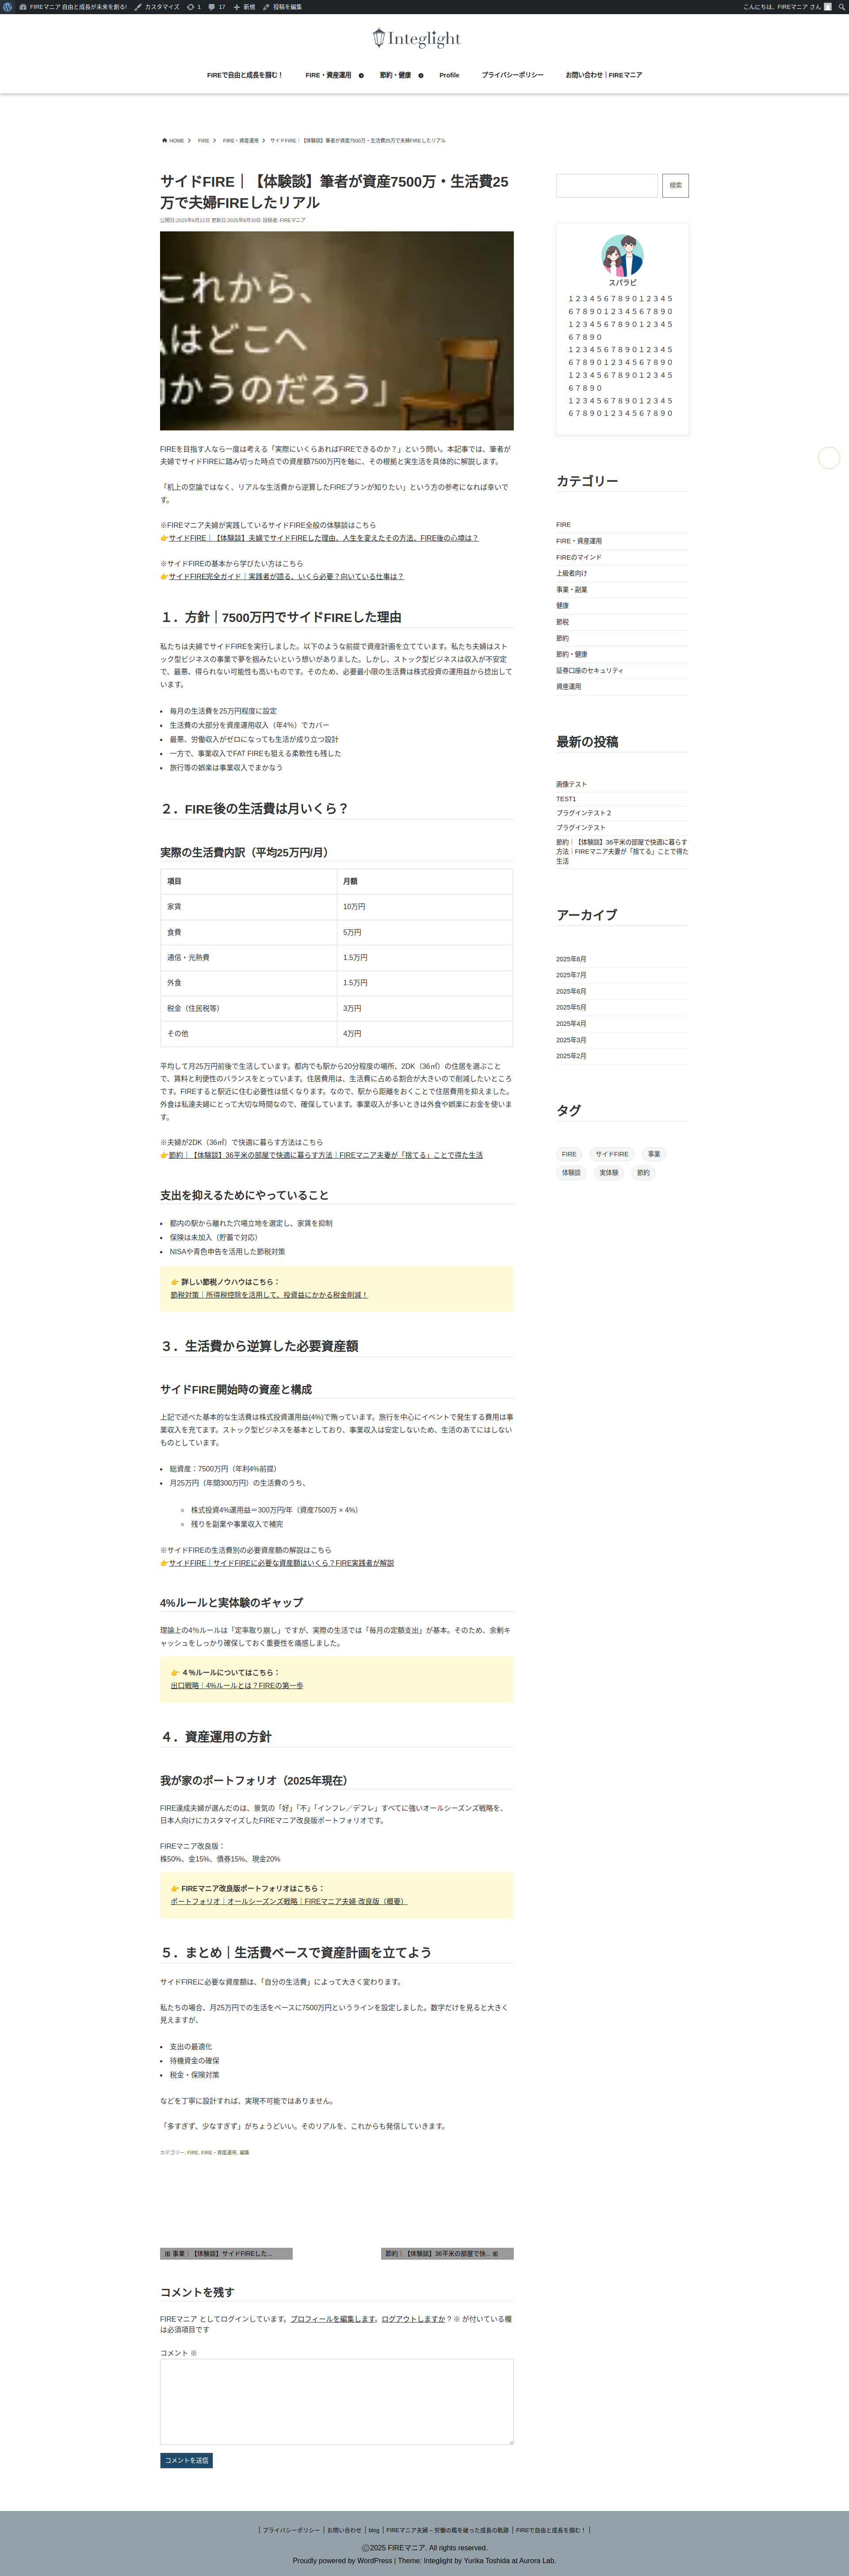 FIREマニア 自由と成長が未来を創る!
カスタマイズ
1
17
新規
投稿を編集
こんにちは、FIREマニア さん
Integlight
FIREで自由と成長を掴む！
FIRE・資産運用
節約・健康
Profile
プライバシーポリシー
お問い合わせ｜FIREマニア
HOME
FIRE
FIRE・資産運用
サイドFIRE｜【体験談】筆者が資産7500万・生活費25万で夫婦FIREしたリアル
サイドFIRE｜【体験談】筆者が資産7500万・生活費25
万で夫婦FIREしたリアル
公開日:2025年6月22日 更新日:2025年8月30日 投稿者: FIREマニア
これから、
私はどこへ
向かうのだろう」
FIREを目指す人なら一度は考える「実際にいくらあればFIREできるのか？」という問い。本記事では、筆者が
夫婦でサイドFIREに踏み切った時点での資産額7500万円を軸に、その根拠と実生活を具体的に解説します。
「机上の空論ではなく、リアルな生活費から逆算したFIREプランが知りたい」という方の参考になれば幸いで
す。
※FIREマニア夫婦が実践しているサイドFIRE全般の体験談はこちら
👉サイドFIRE｜【体験談】夫婦でサイドFIREした理由、人生を変えたその方法、FIRE後の心境は？
※サイドFIREの基本から学びたい方はこちら
👉サイドFIRE完全ガイド｜実践者が語る、いくら必要？向いている仕事は？
１．方針｜7500万円でサイドFIREした理由
私たちは夫婦でサイドFIREを実行しました。以下のような前提で資産計画を立てています。私たち夫婦はスト
ック型ビジネスの事業で夢を掴みたいという想いがありました。しかし、ストック型ビジネスは収入が不安定
で、最悪、得られない可能性も高いものです。そのため、必要最小限の生活費は株式投資の運用益から捻出して
います。
• 毎月の生活費を25万円程度に設定
• 生活費の大部分を資産運用収入（年4%）でカバー
• 最悪、労働収入がゼロになっても生活が成り立つ設計
• 一方で、事業収入でFAT FIREも狙える柔軟性も残した
• 旅行等の娯楽は事業収入でまかなう
２．FIRE後の生活費は月いくら？
実際の生活費内訳（平均25万円/月）
項目 月額
家賃 10万円
食費 5万円
通信・光熱費 1.5万円
外食 1.5万円
税金（住民税等） 3万円
その他 4万円
平均して月25万円前後で生活しています。都内でも駅から20分程度の場所、2DK（36㎡）の住居を選ぶこと
で、賃料と利便性のバランスをとっています。住居費用は、生活費に占める割合が大きいので削減したいところ
です。FIREすると駅近に住む必要性は低くなります。なので、駅から距離をおくことで住居費用を抑えました。
外食は私達夫婦にとって大切な時間なので、確保しています。事業収入が多いときは外食や娯楽にお金を使いま
す。
※夫婦が2DK（36㎡）で快適に暮らす方法はこちら
👉節約｜【体験談】36平米の部屋で快適に暮らす方法｜FIREマニア夫妻が「捨てる」ことで得た生活
支出を抑えるためにやっていること
• 都内の駅から離れた穴場立地を選定し、家賃を抑制
• 保険は未加入（貯蓄で対応）
• NISAや青色申告を活用した節税対策
👉 詳しい節税ノウハウはこちら：
節税対策｜所得税控除を活用して、投資益にかかる税金削減！
３．生活費から逆算した必要資産額
サイドFIRE開始時の資産と構成
上記で述べた基本的な生活費は株式投資運用益(4%)で賄っています。旅行を中心にイベントで発生する費用は事
業収入を充てます。ストック型ビジネスを基本としており、事業収入は安定しないため、生活のあてにはしない
ものとしています。
• 総資産：7500万円（年利4%前提）
• 月25万円（年間300万円）の生活費のうち、
◦ 株式投資4%運用益＝300万円/年（資産7500万 × 4%）
◦ 残りを副業や事業収入で補完
※サイドFIREの生活費別の必要資産額の解説はこちら
👉サイドFIRE｜サイドFIREに必要な資産額はいくら？FIRE実践者が解説
4%ルールと実体験のギャップ
理論上の4%ルールは「定率取り崩し」ですが、実際の生活では「毎月の定額支出」が基本。そのため、余剰キ
ャッシュをしっかり確保しておく重要性を痛感しました。
👉 ４%ルールについてはこちら：
出口戦略｜4%ルールとは？FIREの第一歩
４．資産運用の方針
我が家のポートフォリオ（2025年現在）
FIRE達成夫婦が選んだのは、景気の「好」「不」「インフレ／デフレ」すべてに強いオールシーズンズ戦略を、
日本人向けにカスタマイズしたFIREマニア改良版ポートフォリオです。
FIREマニア改良版：
株50%、金15%、債券15%、現金20%
👉 FIREマニア改良版ポートフォリオはこちら：
ポートフォリオ｜オールシーズンズ戦略｜FIREマニア夫婦 改良版（概要）
５．まとめ｜生活費ベースで資産計画を立てよう
サイドFIREに必要な資産額は、「自分の生活費」によって大きく変わります。
私たちの場合、月25万円での生活をベースに7500万円というラインを設定しました。数字だけを見ると大きく
見えますが、
• 支出の最適化
• 待機資金の確保
• 税金・保険対策
などを丁寧に設計すれば、実現不可能ではありません。
「多すぎず、少なすぎず」がちょうどいい。そのリアルを、これからも発信していきます。
カテゴリー: FIRE, FIRE・資産運用, 編集
事業｜【体験談】サイドFIREした...
節約｜【体験談】36平米の部屋で快...
コメントを残す
FIREマニア としてログインしています。プロフィールを編集します。ログアウトしますか？ ※ が付いている欄
は必須項目です
コメント ※
コメントを送信
検索
スパラビ
１２３４５６７８９０１２３４５
６７８９０１２３４５６７８９０
１２３４５６７８９０１２３４５
６７８９０
１２３４５６７８９０１２３４５
６７８９０１２３４５６７８９０
１２３４５６７８９０１２３４５
６７８９０
１２３４５６７８９０１２３４５
６７８９０１２３４５６７８９０
カテゴリー
FIRE
FIRE・資産運用
FIREのマインド
上級者向け
事業・副業
健康
節税
節約
節約・健康
証券口座のセキュリティ
資産運用
最新の投稿
画像テスト
TEST1
プラグインテスト２
プラグインテスト
節約｜【体験談】36平米の部屋で快適に暮らす
方法｜FIREマニア夫妻が「捨てる」ことで得た
生活
アーカイブ
2025年8月
2025年7月
2025年6月
2025年5月
2025年4月
2025年3月
2025年2月
タグ
FIRE
サイドFIRE
事業
体験談
実体験
節約
プライバシーポリシー
お問い合わせ
blog
FIREマニア夫婦 – 労働の檻を破った成長の軌跡
FIREで自由と成長を掴む！
Ⓒ2025 FIREマニア. All rights reserved.
Proudly powered by WordPress | Theme: Integlight by Yurika Toshida at Aurora Lab.